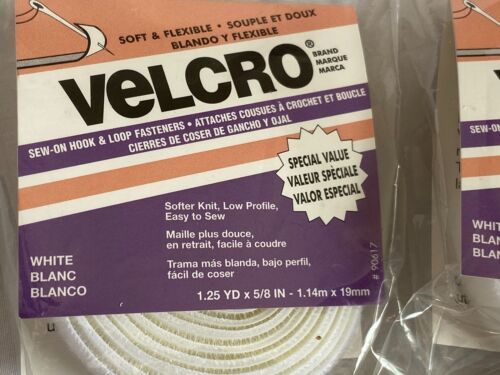 SOFT & FLEXIBLE • SOUPLE ET DOUX
BLANDO Y FLEXIBLE
VELCRO®
BRAND
MARQUE
MARCA
SEW-ON HOOK & LOOP FASTENERS • ATTACHES COUSUES À CROCHET ET BOUCLE
CIERRES DE COSER DE GANCHO Y OJAL
SPECIAL VALUE
VALEUR SPÉCIALE
VALOR ESPECIAL
Softer Knit, Low Profile,
Easy to Sew
Maille plus douce,
en retrait, facile à coudre
Trama más blanda, bajo perfil,
fácil de coser
WHITE
BLANC
BLANCO
# 90617
1.25 YD x 5/8 IN - 1.14m x 19mm
SEW-ON
WHIT
BLAN
BLAN